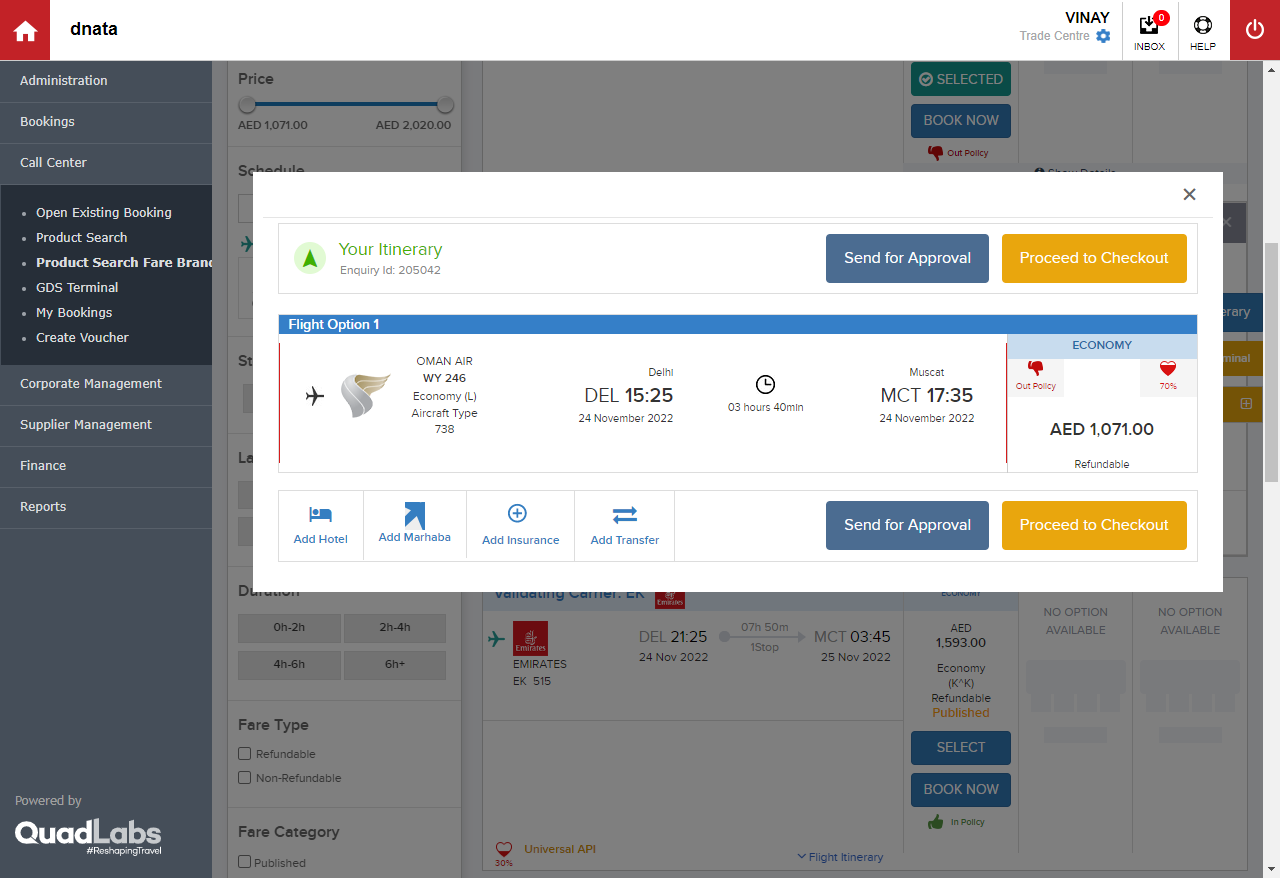 dnata
VINAY
Trade Centre
0
INBOX
HELP
Administration
Bookings
Call Center
Open Existing Booking
Product Search
Product Search Fare Bran
GDS Terminal
My Bookings
Create Voucher
Corporate Management
Supplier Management
Finance
Reports
Powered by
QuadLabs
#ReshapingTravel
Price
AED 1,071.00 AED 2,020.00
Schedule
St
La
Duration
0h-2h 2h-4h
4h-6h 6h+
Fare Type
Refundable
Non-Refundable
Fare Category
Published
SELECTED
BOOK NOW
Out Policy
Show Details
erary
minal
×
Your Itinerary
Enquiry Id: 205042
Send for Approval
Proceed to Checkout
Flight Option 1
OMAN AIR
WY 246
Economy (L)
Aircraft Type
738
Delhi
DEL 15:25
24 November 2022
03 hours 40min
Muscat
MCT 17:35
24 November 2022
ECONOMY
Out Policy
70%
AED 1,071.00
Refundable
Add Hotel
Add Marhaba
Add Insurance
Add Transfer
Send for Approval
Proceed to Checkout
Validating Carrier: EK
Emirates
ECONOMY
Emirates
EMIRATES
EK 515
DEL 21:25
24 Nov 2022
07h 50m
1Stop
MCT 03:45
25 Nov 2022
AED
1,593.00
Economy
(K^K)
Refundable
Published
SELECT
BOOK NOW
In Policy
NO OPTION
AVAILABLE
NO OPTION
AVAILABLE
30%
Universal API
Flight Itinerary